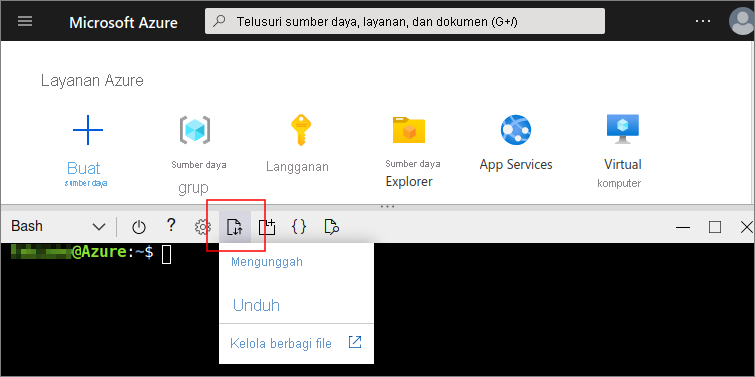 Microsoft Azure
Telusuri sumber daya, layanan, dan dokumen (G+/)
Layanan Azure
Buat
sumber daya
Sumber daya
grup
Langganan
Sumber daya
Explorer
App Services
Virtual
komputer
Bash
?
{}
@Azure:~$
Mengunggah
Unduh
Kelola berbagi file